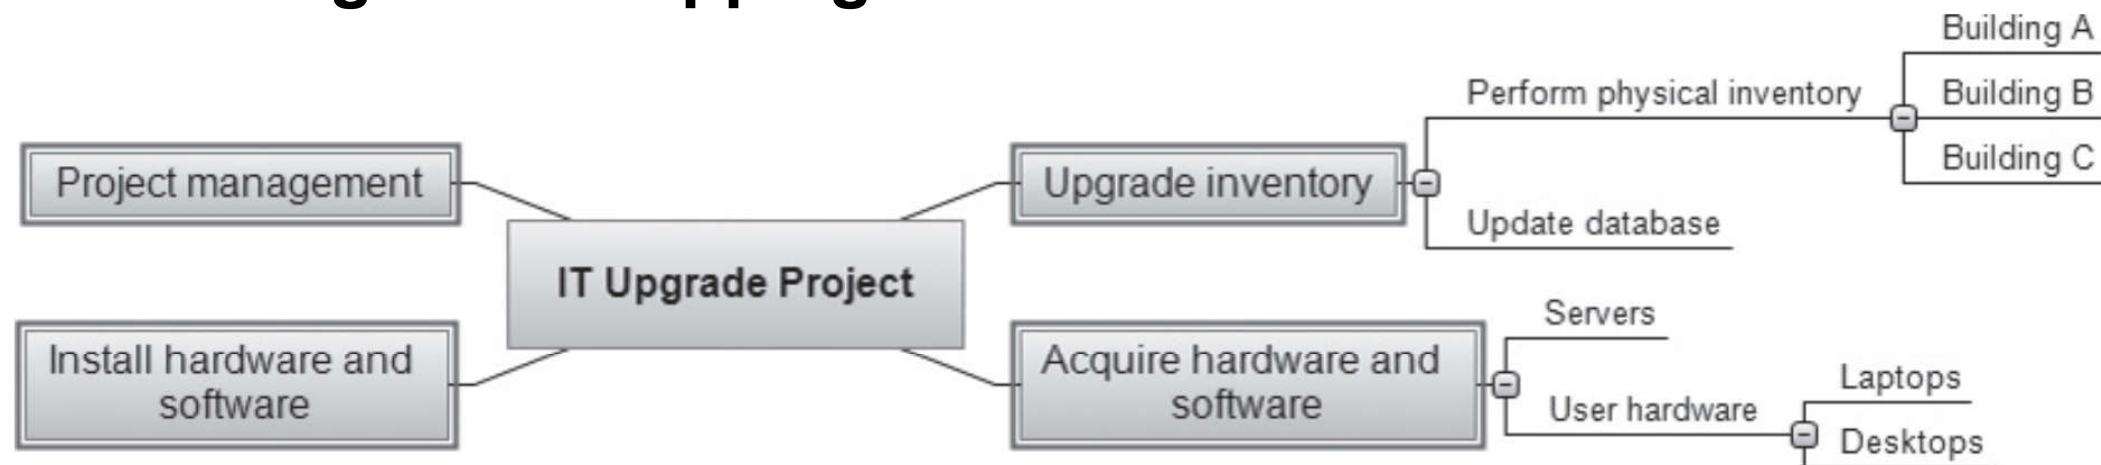 Building A
Perform physical inventory
Building B
Building C
Project management
Upgrade inventory
Update database
IT Upgrade Project
Servers
Install hardware and
software
Acquire hardware and
software
Laptops
User hardware
Desktops